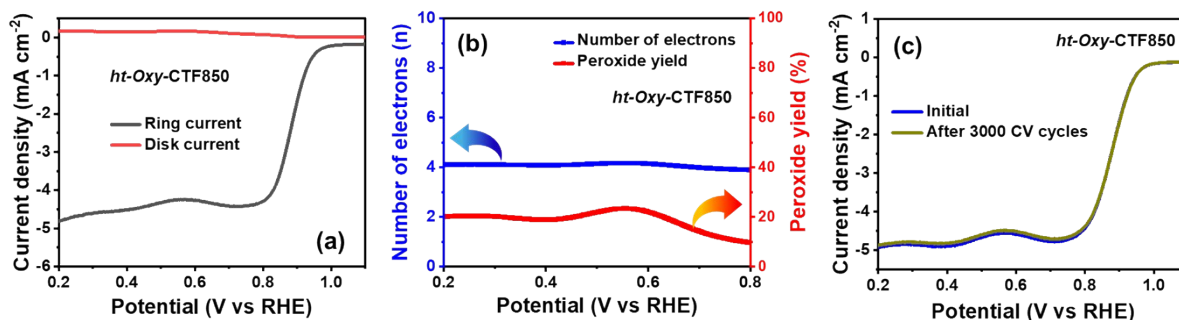 Current density (mA cm⁻²)
0
-1
-2
-3
-4
-5
-6
ht-Oxy-CTF850
Ring current
Disk current
(a)
0.2 0.4 0.6 0.8 1.0
Potential (V vs RHE)
Number of electrons (n)
10
8
6
4
2
0
(b)
Number of electrons
Peroxide yield
ht-Oxy-CTF850
100
80
60
40
20
0
Peroxide yield (%)
0.2 0.4 0.6 0.8
Potential (V vs RHE)
Current density (mA cm⁻²)
1
0
-1
-2
-3
-4
-5
(c)
ht-Oxy-CTF850
Initial
After 3000 CV cycles
0.2 0.4 0.6 0.8 1.0
Potential (V vs RHE)